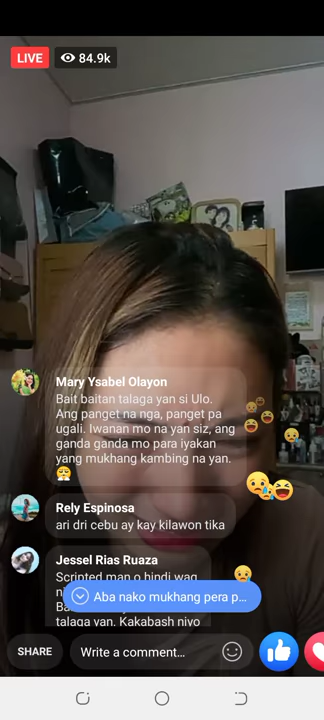 LIVE 84.9k
Mary Ysabel Olayon
Bait baitan talaga yan si Ulo.
Ang panget na nga, panget pa
ugali. Iwanan mo na yan siz, ang
ganda ganda mo para iyakan
yang mukhang kambing na yan.
😤
Rely Espinosa
ari dri cebu ay kay kilawon tika
Jessel Rias Ruaza
Scripted man o hindi wag
Aba nako mukhang pera p...
talaga yan. Kakabash niyo
SHARE
Write a comment...